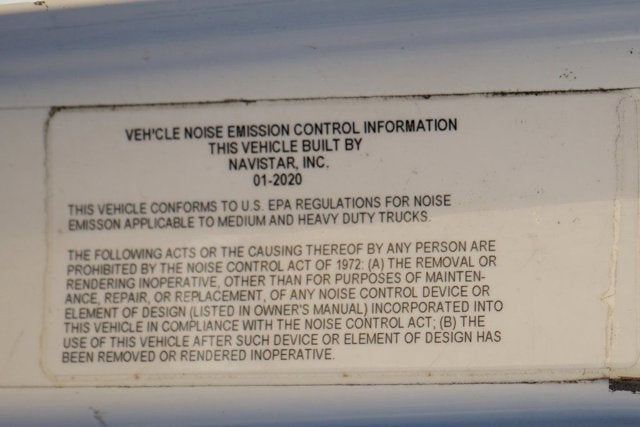 VEH'CLE NOISE EMISSION CONTROL INFORMATION
THIS VEHICLE BUILT BY
NAVISTAR, INC.
01-2020
THIS VEHICLE CONFORMS TO U.S. EPA REGULATIONS FOR NOISE
EMISSON APPLICABLE TO MEDIUM AND HEAVY DUTY TRUCKS.
THE FOLLOWING ACTS OR THE CAUSING THEREOF BY ANY PERSON ARE
PROHIBITED BY THE NOISE CONTROL ACT OF 1972: (A) THE REMOVAL OR
RENDERING INOPERATIVE, OTHER THAN FOR PURPOSES OF MAINTEN-
ANCE, REPAIR, OR REPLACEMENT, OF ANY NOISE CONTROL DEVICE OR
ELEMENT OF DESIGN (LISTED IN OWNER'S MANUAL) INCORPORATED INTO
THIS VEHICLE IN COMPLIANCE WITH THE NOISE CONTROL ACT; (B) THE
USE OF THIS VEHICLE AFTER SUCH DEVICE OR ELEMENT OF DESIGN HAS
BEEN REMOVED OR RENDERED INOPERATIVE.